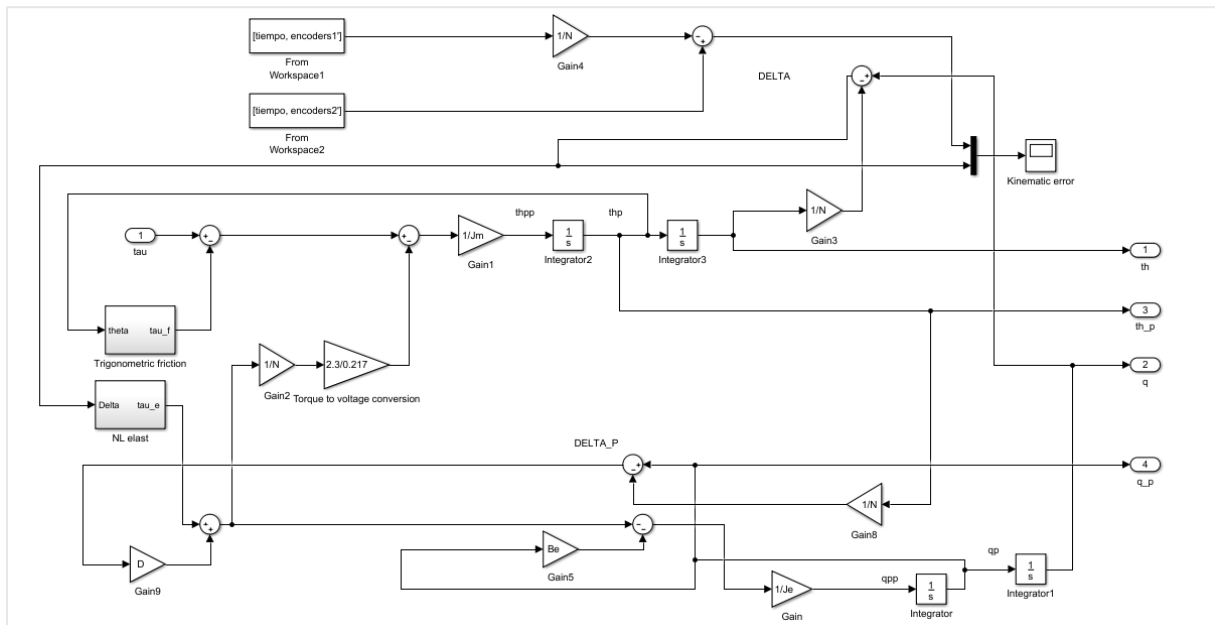 [tiempo, encoders1']
From
Workspace1
1/N
Gain4
DELTA
[tiempo, encoders2']
From
Workspace2
Kinematic error
1/N
Gain3
1
tau
1/Jm
Gain1
thpp
1
s
Integrator2
thp
1
s
Integrator3
1
th
theta
tau_f
Trigonometric friction
3
th_p
1/N
Gain2
2.3/0.217
Torque to voltage conversion
2
q
Delta
tau_e
NL elast
DELTA_P
4
q_p
1/N
Gain8
D
Gain9
Be
Gain5
1/Je
Gain
qpp
1
s
Integrator
qp
1
s
Integrator1